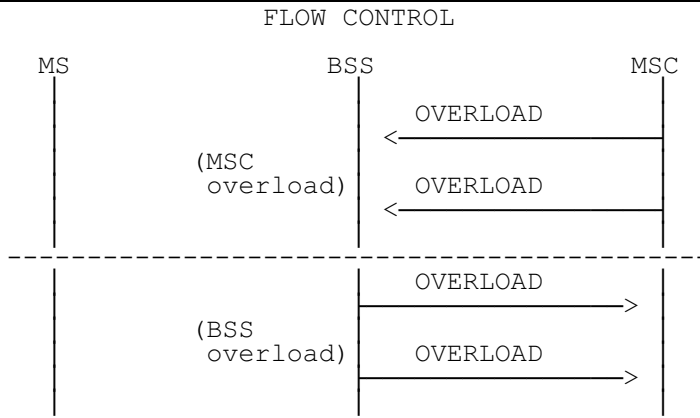 FLOW CONTROL
MS BSS MSC
OVERLOAD
(MSC
overload) OVERLOAD
OVERLOAD
(BSS
overload) OVERLOAD